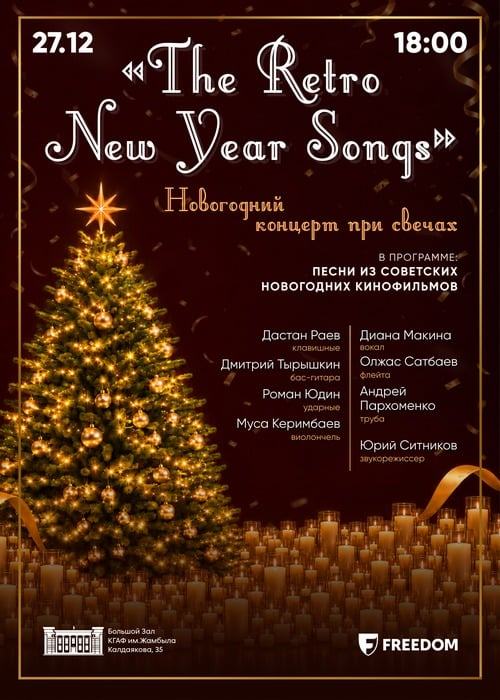 27.12
18:00
«The Retro
New Year Songs»
Новогодний
концерт при свечах
В ПРОГРАММЕ:
ПЕСНИ ИЗ СОВЕТСКИХ
НОВОГОДНИХ КИНОФИЛЬМОВ
Дастан Раев
клавишные
Дмитрий Тырышкин
бас-гитара
Роман Юдин
ударные
Муса Керимбаев
виолончель
Диана Макина
вокал
Олжас Сатбаев
флейта
Андрей
Пархоменко
труба
Юрий Ситников
звукорежиссер
Большой Зал
КГАФ им.Жамбыла
Калдаякова, 35
FREEDOM